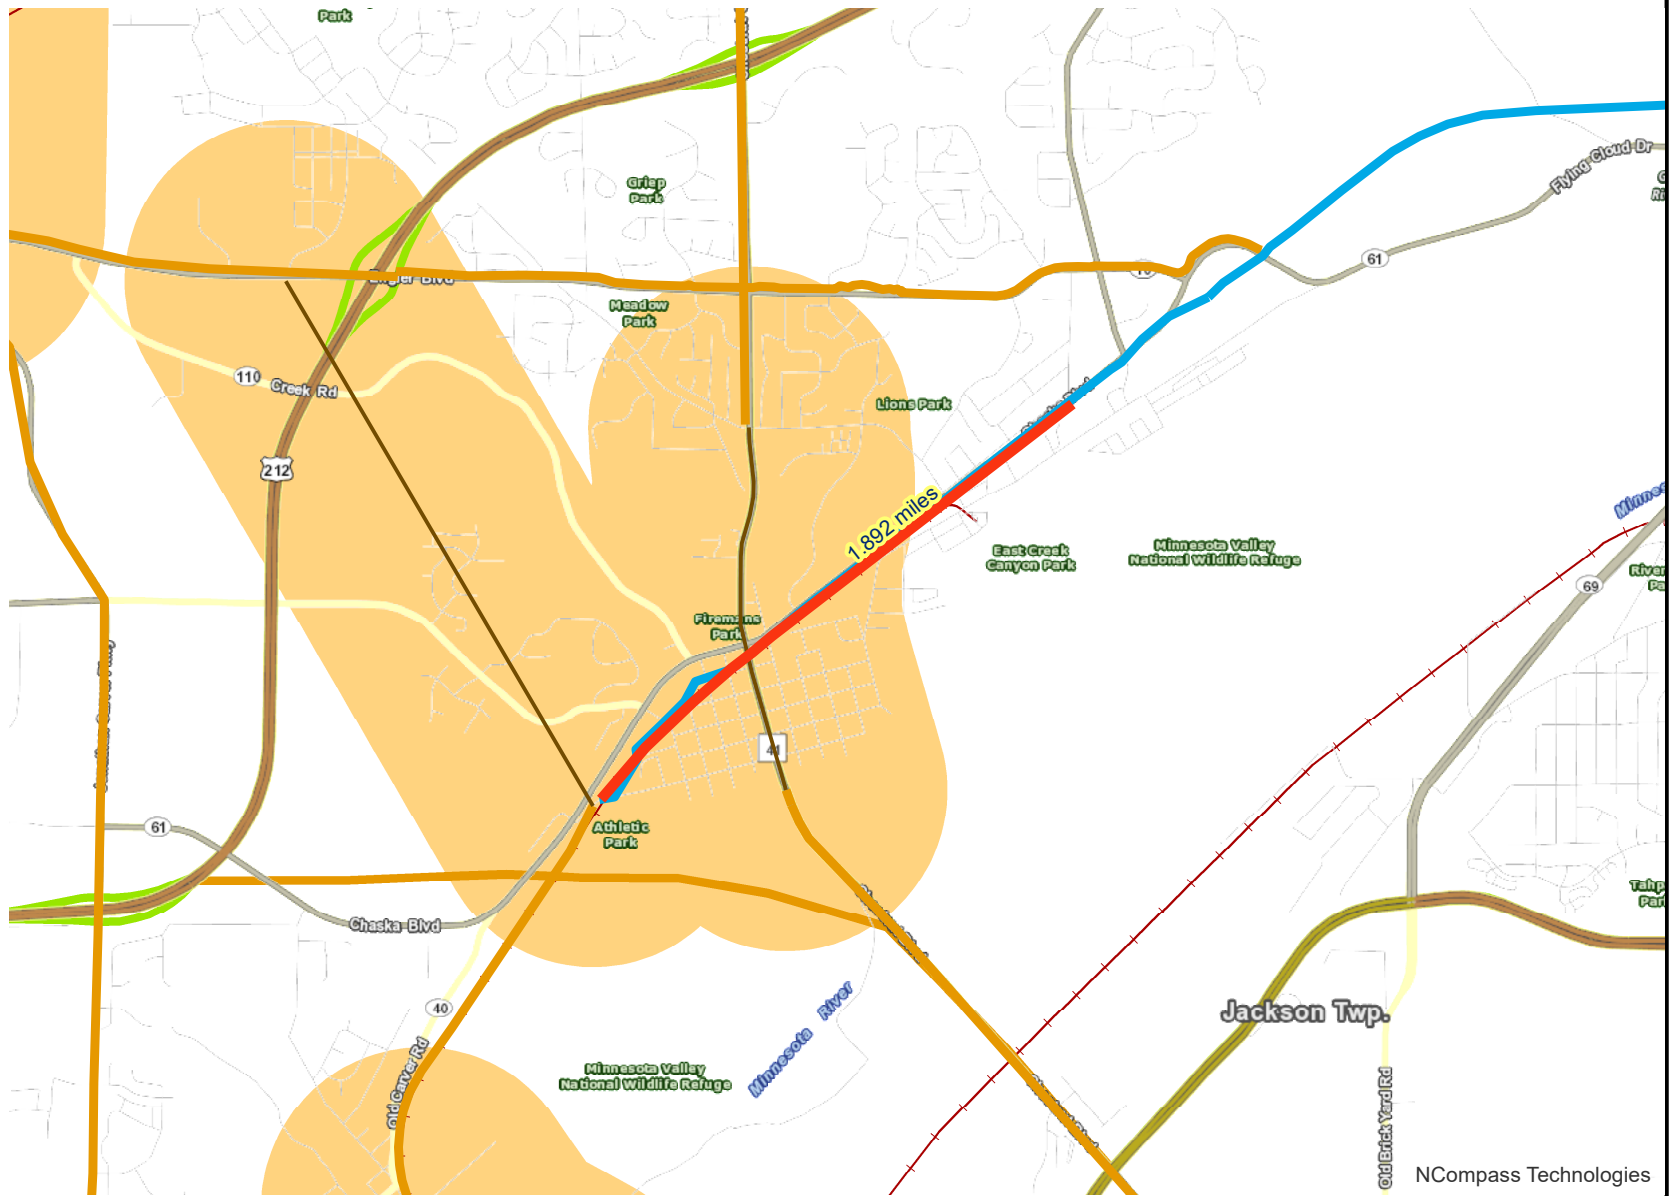 Park
Griep
Park
Flying Cloud Dr
61
Engler Blvd
Meadow
Park
110
Creek Rd
Lions Park
212
1.892 miles
East Creek
Canyon Park
Minnesota Valley
National Wildlife Refuge
69
Firemans
Park
41
61
Athletic
Park
Chaska Blvd
40
Old Carver Rd
Minnesota River
Minnesota Valley
National Wildlife Refuge
Jackson Twp.
Old Brick Yard Rd
NCompass Technologies